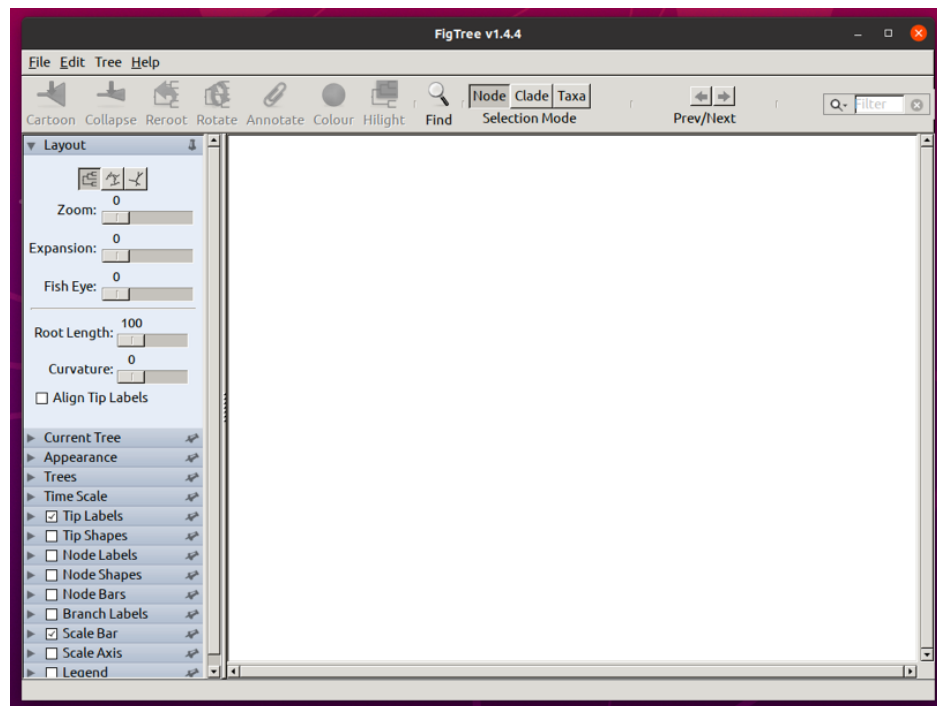 FigTree v1.4.4
File Edit Tree Help
Cartoon Collapse Reroot Rotate Annotate Colour Hilight Find
Node Clade Taxa
Selection Mode
Prev/Next
Filter
Layout
Zoom: 0
Expansion: 0
Fish Eye: 0
Root Length: 100
Curvature: 0
Align Tip Labels
Current Tree
Appearance
Trees
Time Scale
Tip Labels
Tip Shapes
Node Labels
Node Shapes
Node Bars
Branch Labels
Scale Bar
Scale Axis
Legend